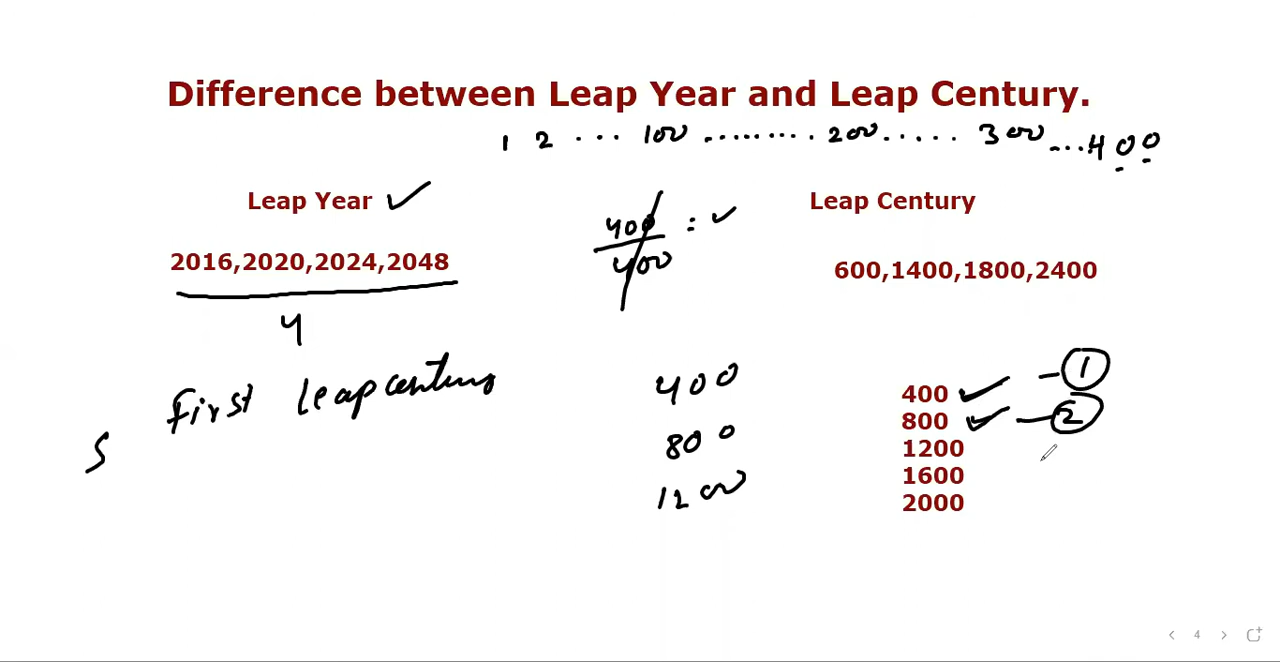 Difference between Leap Year and Leap Century.
1 2 ... 100 ......... 200 ..... 300 ...400
Leap Year ✓
400/400 : ✓
Leap Century
2016,2020,2024,2048
4
600,1400,1800,2400
First leap century
S
400
800
1200
400 ✓ - 1
800 ✓ - 2
1200
1600
2000
4